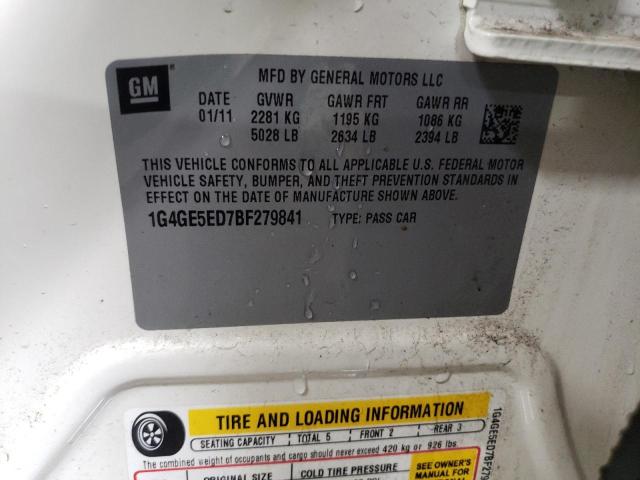 GM
MFD BY GENERAL MOTORS LLC
DATE GVWR GAWR FRT GAWR RR
01/11 2281 KG 1195 KG 1086 KG
5028 LB 2634 LB 2394 LB
THIS VEHICLE CONFORMS TO ALL APPLICABLE U.S. FEDERAL MOTOR
VEHICLE SAFETY, BUMPER, AND THEFT PREVENTION STANDARDS IN
EFFECT ON THE DATE OF MANUFACTURE SHOWN ABOVE.
1G4GE5ED7BF279841 TYPE: PASS CAR
TIRE AND LOADING INFORMATION
SEATING CAPACITY TOTAL 5 FRONT 2 REAR 3
The combined weight of occupants and cargo should never exceed 420 kg or 926 lbs.
ORIGINAL SIZE COLD TIRE PRESSURE
SEE OWNER'S
MANUAL FOR
1G4GE5ED7BF279